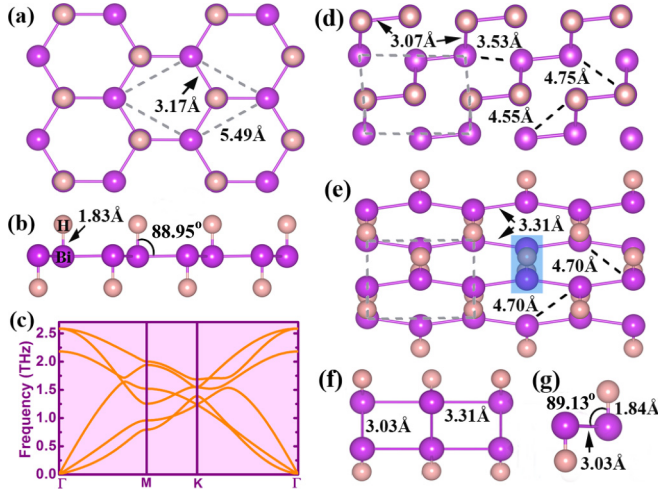 (a)
3.17Å
5.49Å
(b)
1.83Å
88.95o
H
Bi
(c)
Frequency (THz)
2.5
2.0
1.5
1.0
0.5
0.0
Γ M K Γ
(d)
3.07Å
3.53Å
4.75Å
4.55Å
(e)
3.31Å
4.70Å
4.70Å
(f)
3.03Å
3.31Å
(g)
89.13o
1.84Å
3.03Å